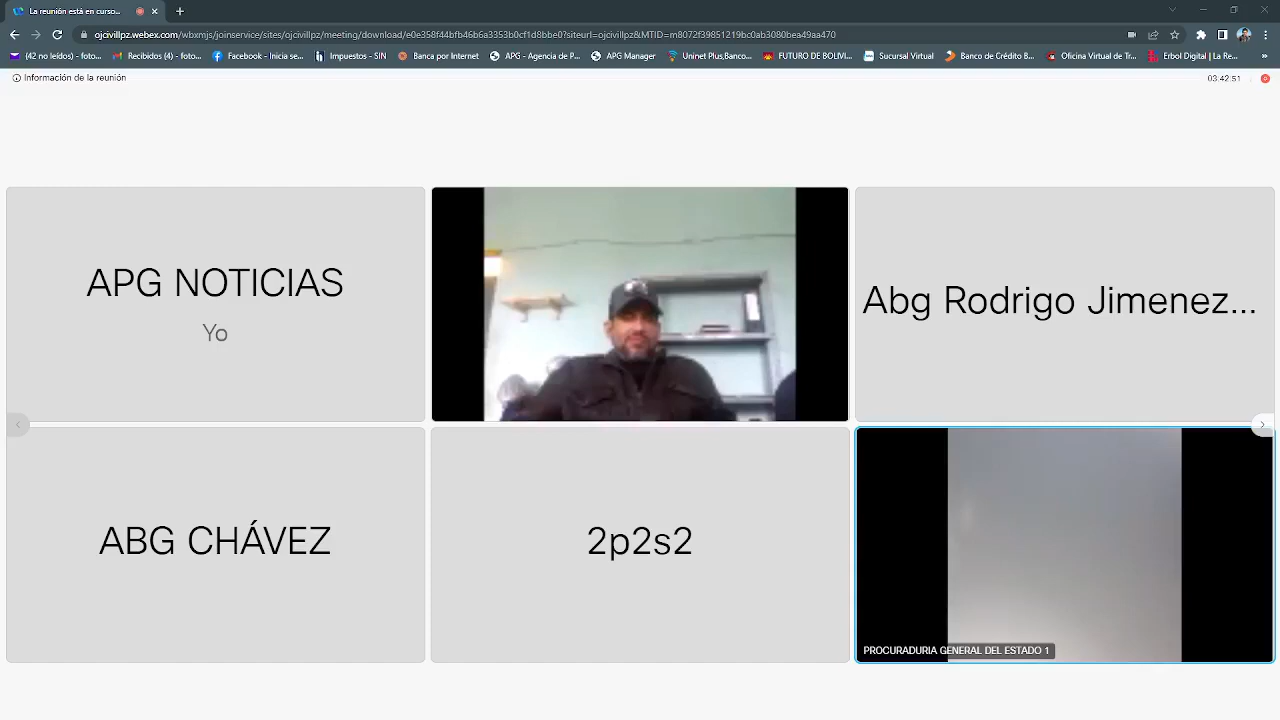 La reunión está en curso...
ojcivillpz.webex.com/wbxmjs/joinservice/sites/ojcivillpz/meeting/download/e0e358f44bfb46b6a3353b0cf1d9bbe0?siteurl=ojcivillpz&MTID=m8072f39851219bc0ab3080bea49aa470
(42 no leídos) - foto... Recibidos (4) - fotoo... Facebook - Inicia se... Impuestos - SIN Banca por Internet APG - Agencia de P... APG Manager Uninet Plus,Banco... FUTURO DE BOLIVI... Sucursal Virtual Banco de Crédito B... Oficina Virtual de Tr... Erbol Digital | La Re... »
Información de la reunión 03:42:51
APG NOTICIAS
Yo
Abg Rodrigo Jimenez...
ABG CHÁVEZ
2p2s2
PROCURADURIA GENERAL DEL ESTADO 1